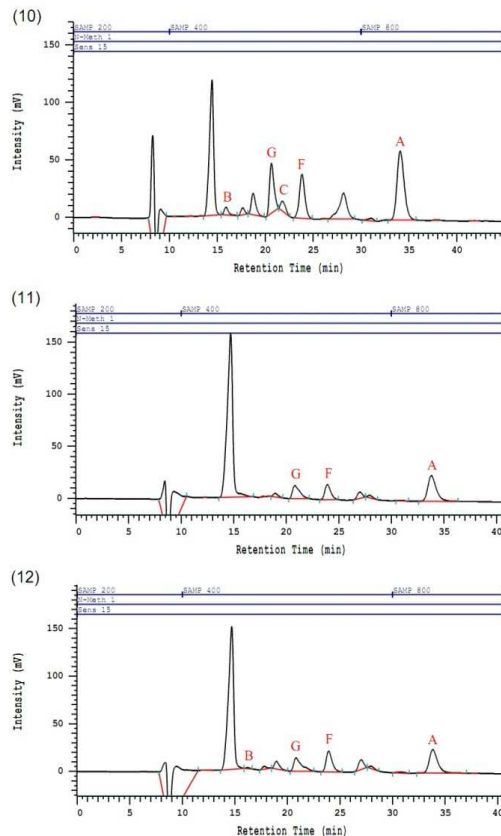 (10)
SAMP 200 SAMP 400 SAMP 800
N-Meth 1
Sens 15
150
100
50
0
G
F
A
B
C
0 5 10 15 20 25 30 35 40
Intensity (mV)
Retention Time (min)
(11)
SAMP 200 SAMP 400 SAMP 800
N-Meth 1
Sens 15
150
100
50
0
G F A
0 5 10 15 20 25 30 35 40
Intensity (mV)
Retention Time (min)
(12)
SAMP 200 SAMP 400 SAMP 800
N-Meth 1
Sens 15
150
100
50
0
B G F A
0 5 10 15 20 25 30 35 40
Intensity (mV)
Retention Time (min)